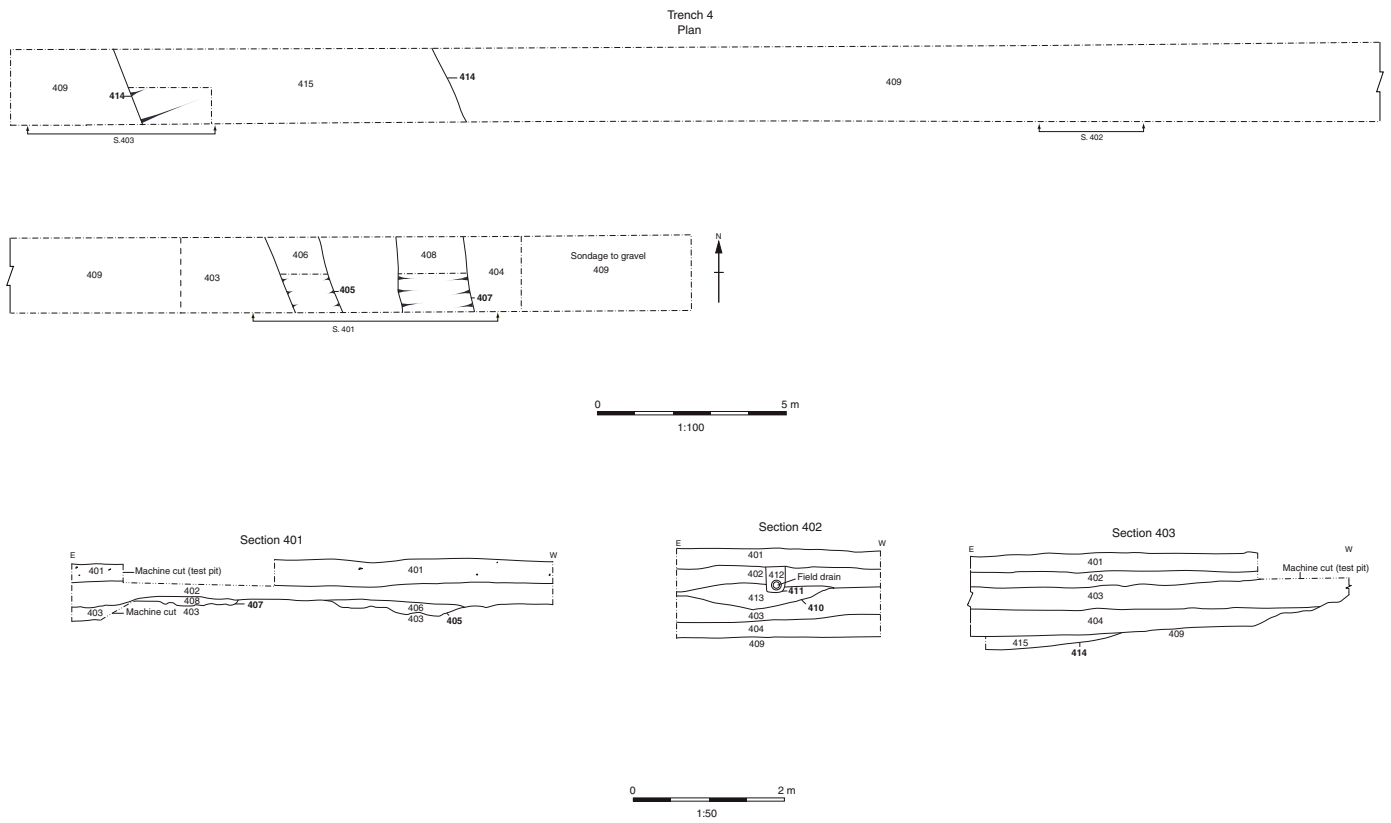 Trench 4
Plan
409
414
415
414
409
S.403
S. 402
409
403
406
405
408
404
407
Sondage to gravel
409
N
S. 401
0 5 m
1:100
Section 401
E W
401
Machine cut (test pit)
401
402
408
407
403
Machine cut
403
406
403
405
Section 402
E W
401
402
412
Field drain
411
413
410
403
404
409
Section 403
E W
401
Machine cut (test pit)
402
403
404
409
415
414
0 2 m
1:50